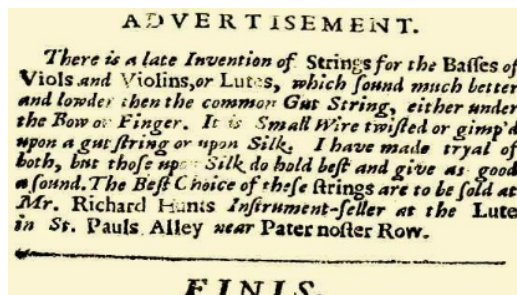 ADVERTISEMENT.
There is a late Invention of Strings for the Baſſes of
Viols and Violins, or Lutes, which ſound much better
and lowder then the common Gut String, either under
the Bow or Finger. It is Small Wire twiſted or gimp'd
upon a gut ſtring or upon Silk. I have made tryal of
both, but thoſe upon Silk do hold beſt and give as good
a ſound. The Beſt Choice of theſe ſtrings are to be ſold at
Mr. Richard Hunts Inſtrument-ſeller at the Lute
in St. Pauls Alley near Pater noſter Row.
FINIS.